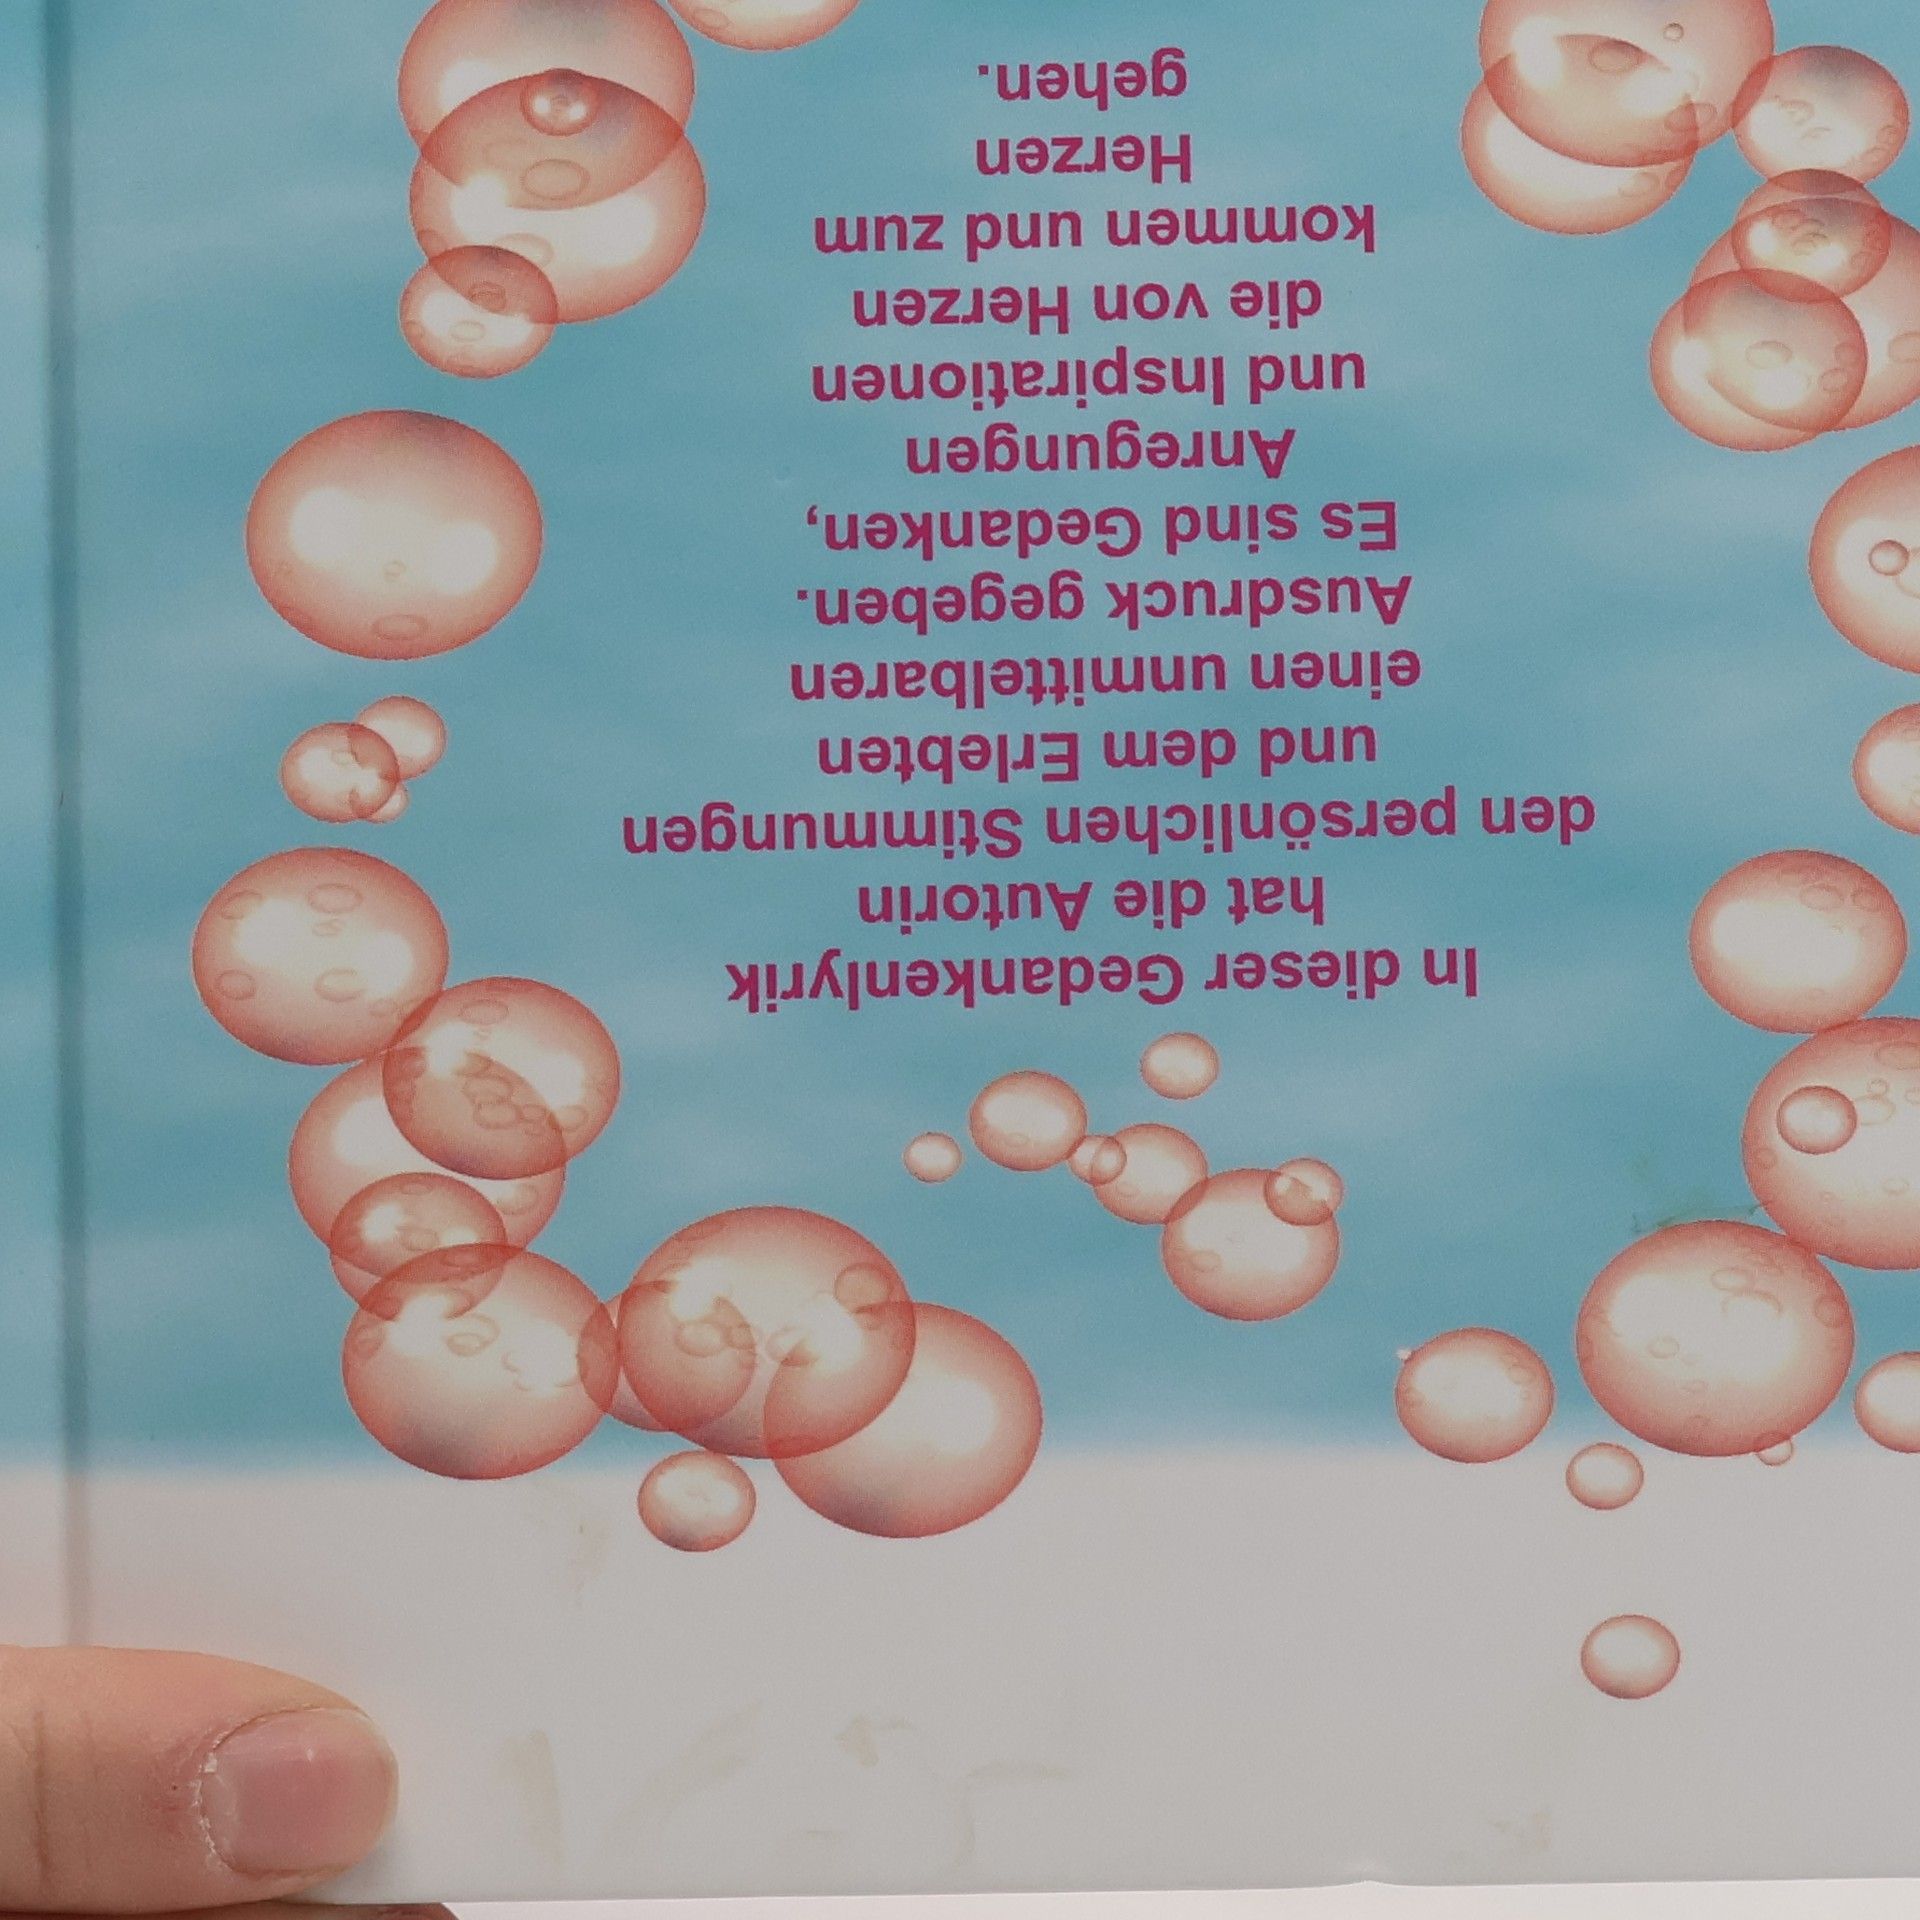 In dieser Gedankenlyrik
hat die Autorin
den persönlichen Stimmungen
und dem Erlebten
einen unmittelbaren
Ausdruck gegeben.
Es sind Gedanken,
Anregungen
und Inspirationen
die von Herzen
kommen und zum
Herzen
gehen.